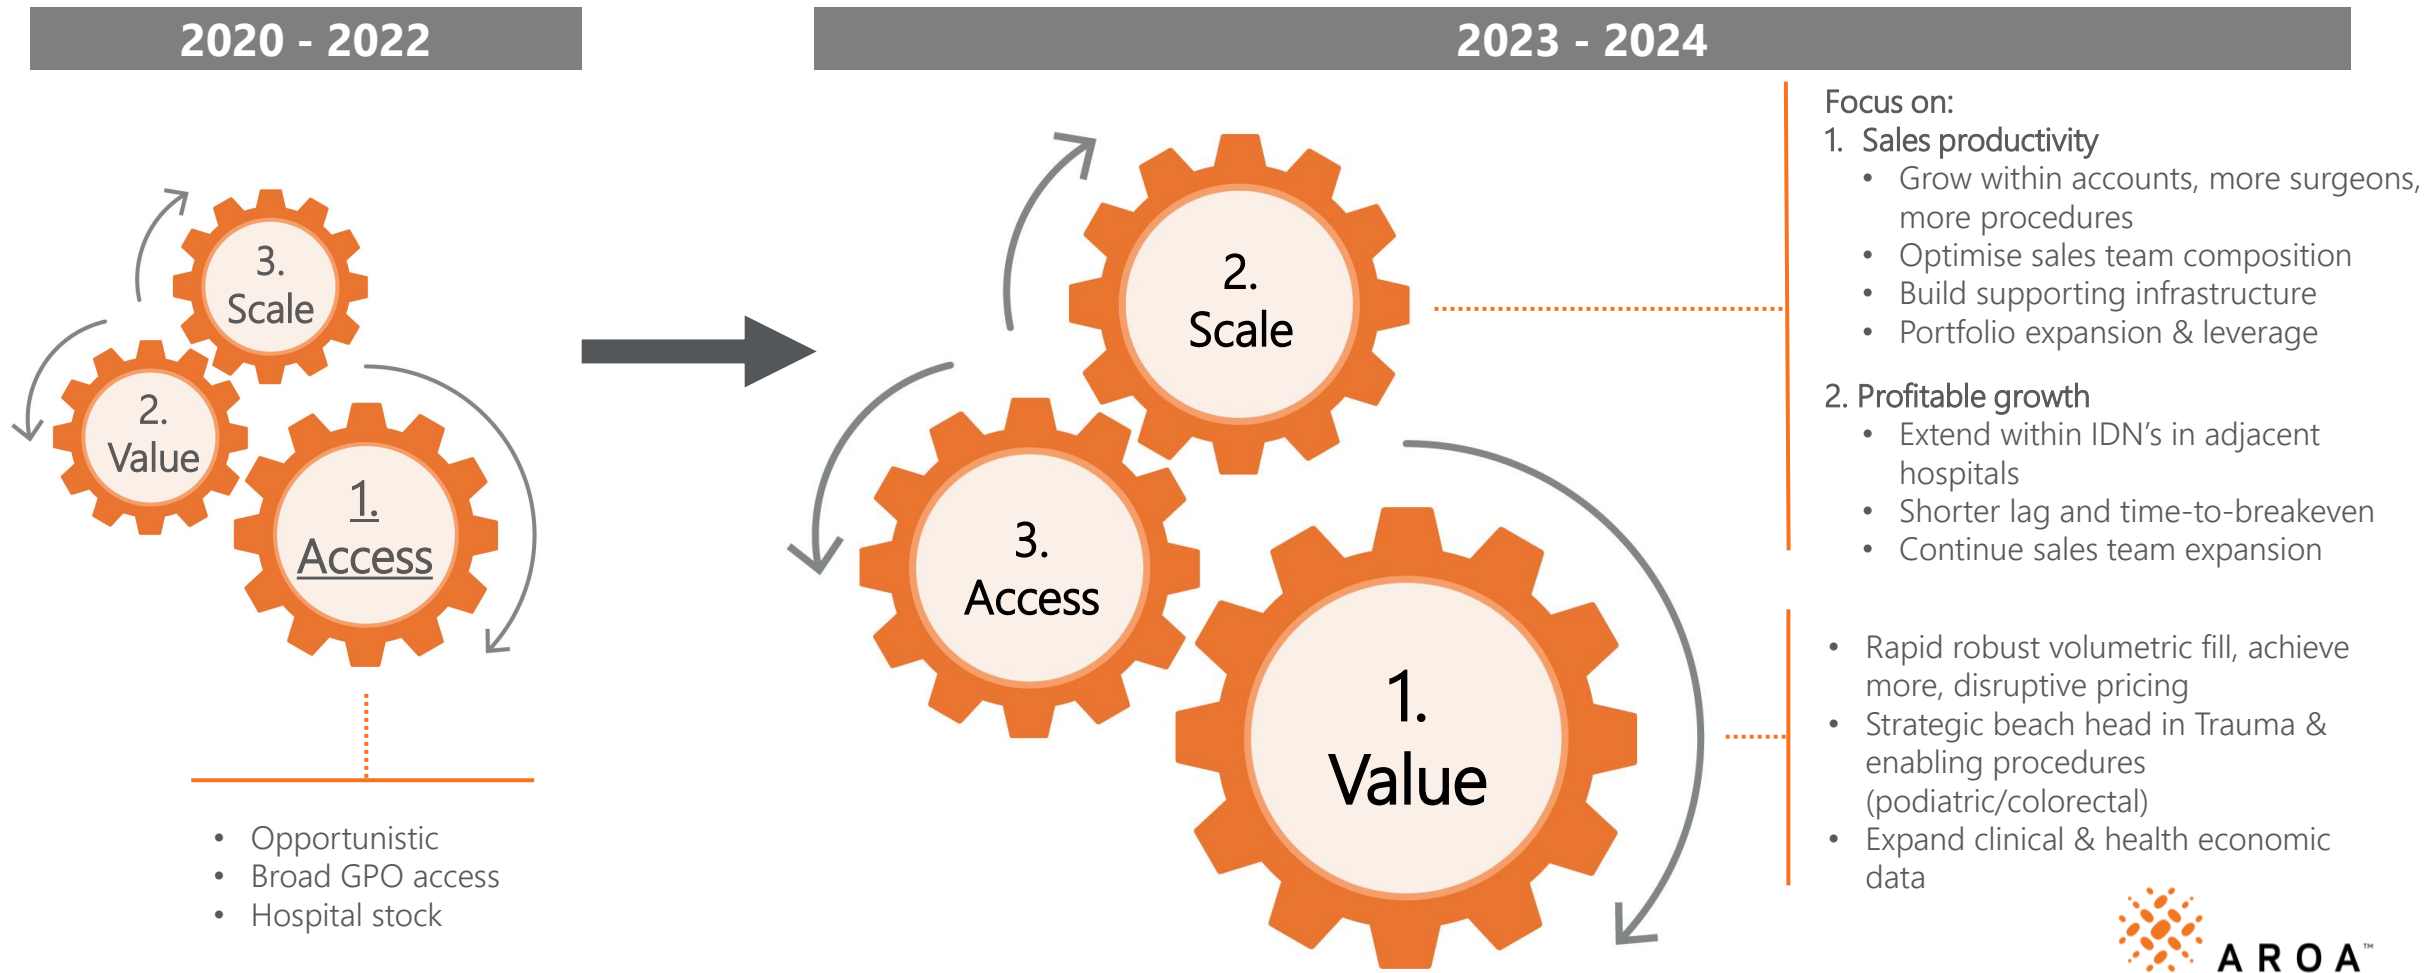 2020 - 2022
3.
Scale
2.
Value
1.
Access
• Opportunistic
• Broad GPO access
• Hospital stock
2023 - 2024
2.
Scale
3.
Access
1.
Value
Focus on:
1. Sales productivity
• Grow within accounts, more surgeons,
more procedures
• Optimise sales team composition
• Build supporting infrastructure
• Portfolio expansion & leverage
2. Profitable growth
• Extend within IDN’s in adjacent
hospitals
• Shorter lag and time-to-breakeven
• Continue sales team expansion
• Rapid robust volumetric fill, achieve
more, disruptive pricing
• Strategic beach head in Trauma &
enabling procedures
(podiatric/colorectal)
• Expand clinical & health economic
data
AROA™